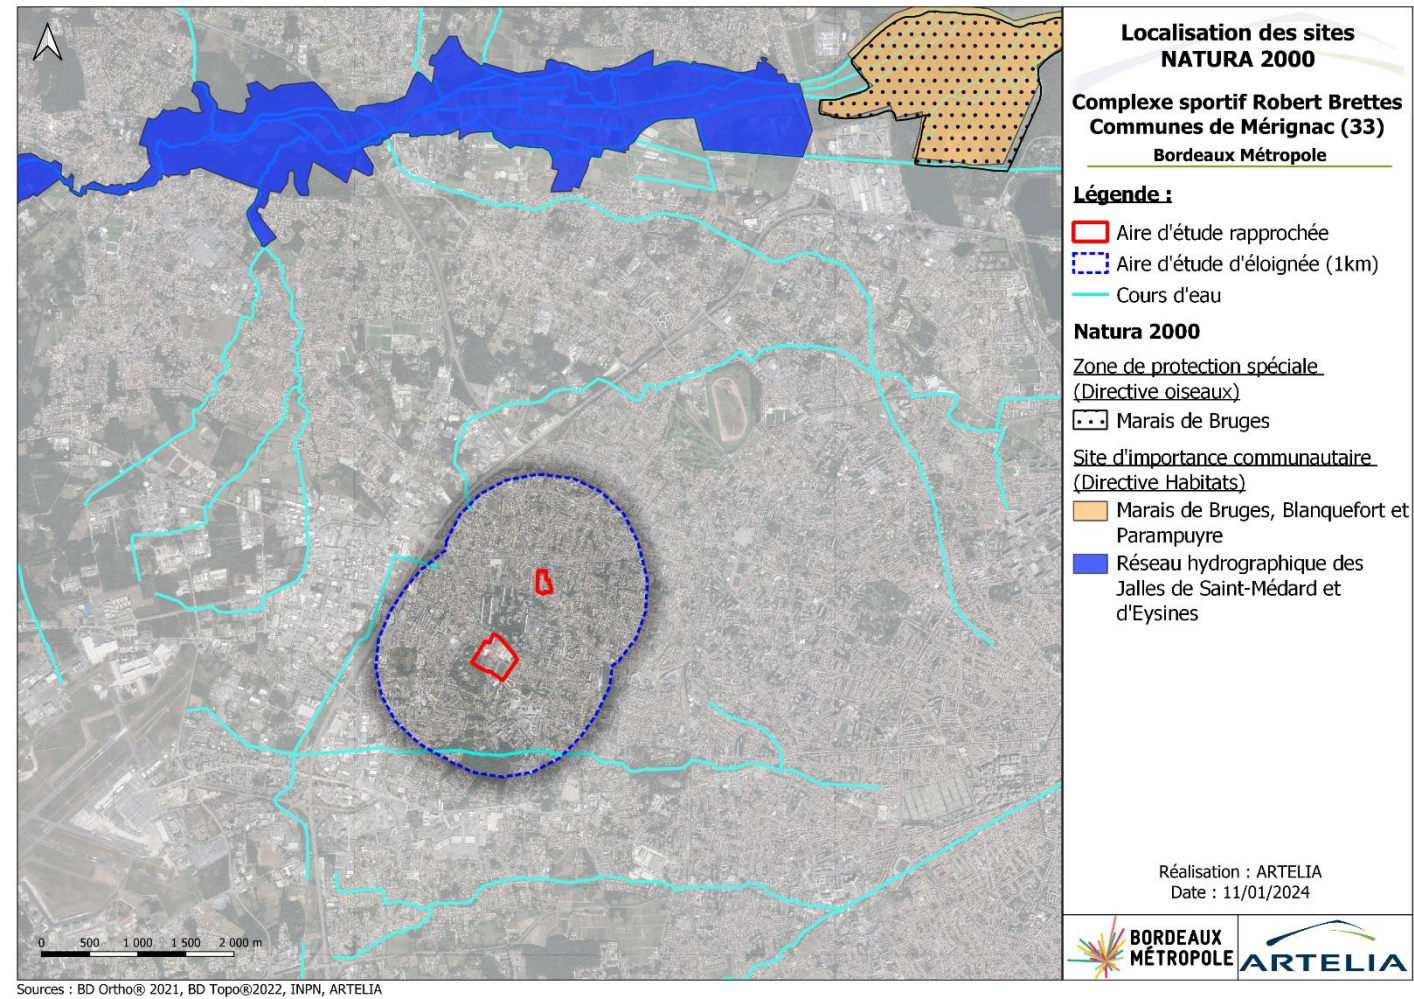 Localisation des sites
NATURA 2000
Complexe sportif Robert Brettes
Communes de Mérignac (33)
Bordeaux Métropole
Légende :
Aire d'étude rapprochée
Aire d'étude d'éloignée (1km)
Cours d'eau
Natura 2000
Zone de protection spéciale
(Directive oiseaux)
Marais de Bruges
Site d'importance communautaire
(Directive Habitats)
Marais de Bruges, Blanquefort et
Parampuyre
Réseau hydrographique des
Jalles de Saint-Médard et
d'Eysines
Réalisation : ARTELIA
Date : 11/01/2024
BORDEAUX
MÉTROPOLE
ARTELIA
0 500 1 000 1 500 2 000 m
Sources : BD Ortho® 2021, BD Topo®2022, INPN, ARTELIA